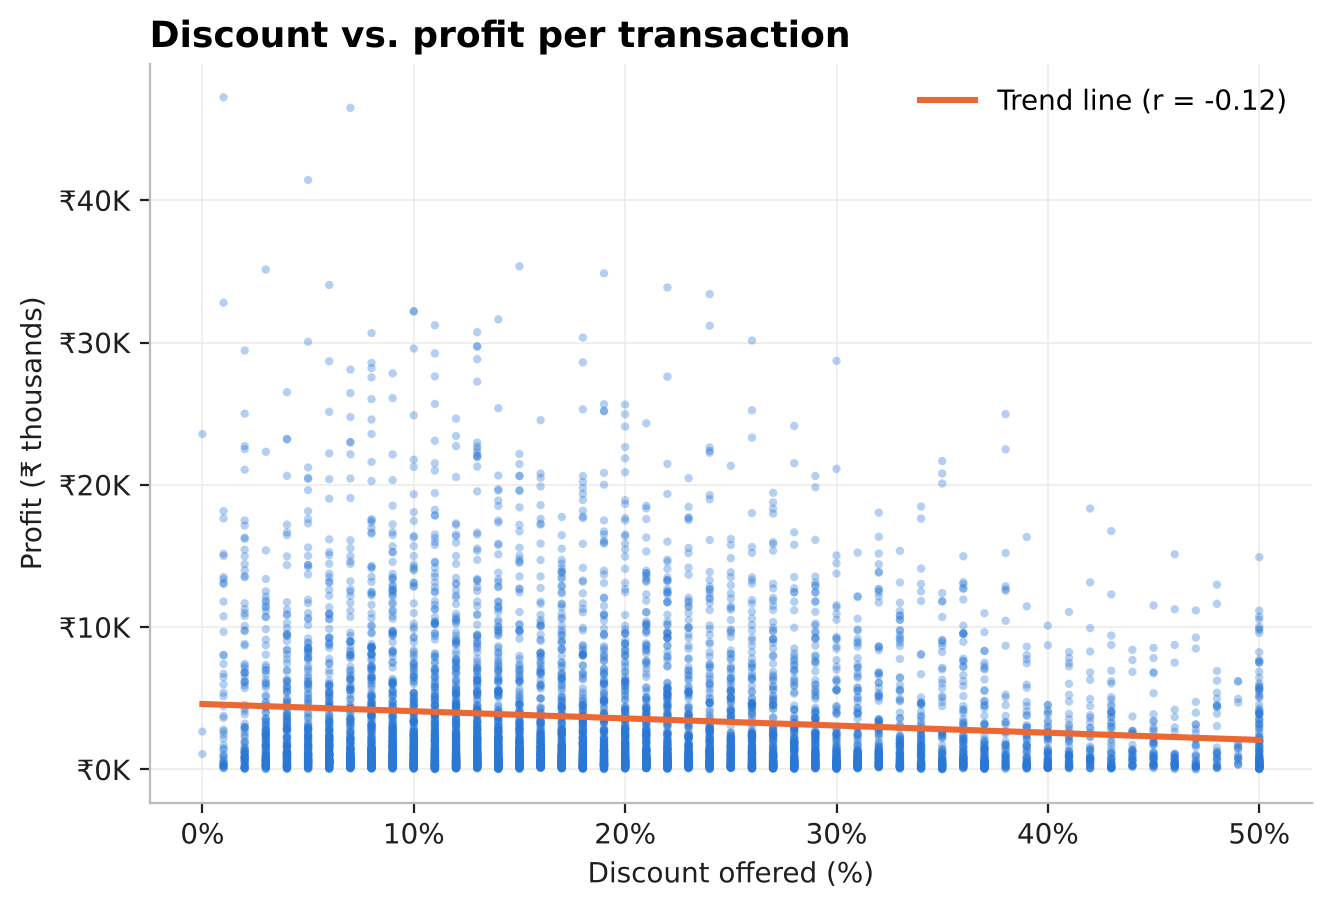 Discount vs. profit per transaction
Trend line (r = -0.12)
Profit (₹ thousands)
₹40K
₹30K
₹20K
₹10K
₹0K
0% 10% 20% 30% 40% 50%
Discount offered (%)